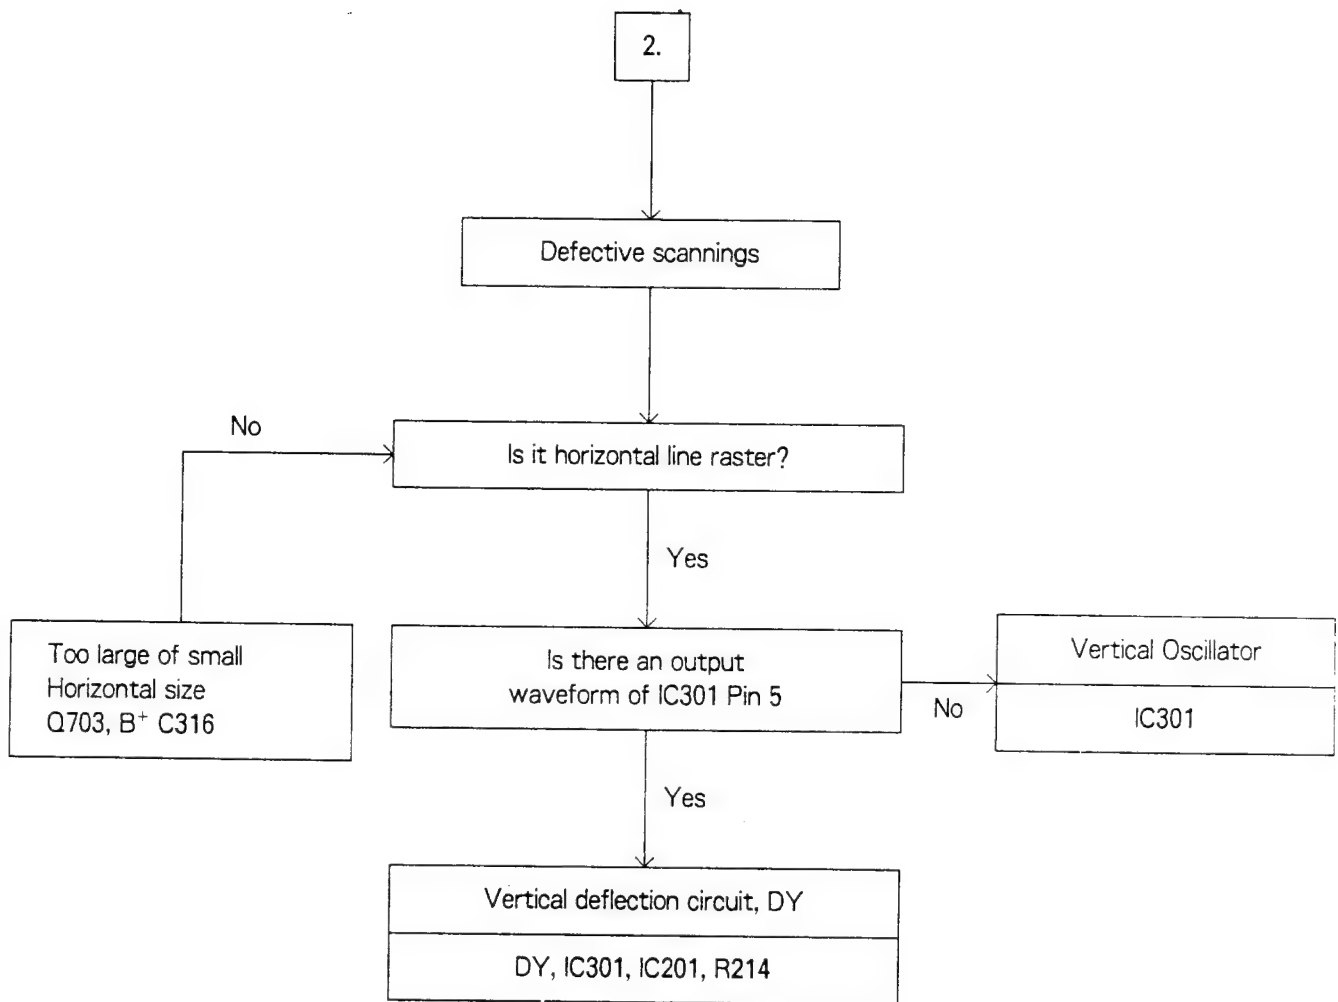 2.
Defective scannings
No
Is it horizontal line raster?
Yes
Too large of small
Horizontal size
Q703, B⁺ C316
Is there an output
waveform of IC301 Pin 5
No
Vertical Oscillator
IC301
Yes
Vertical deflection circuit, DY
DY, IC301, IC201, R214